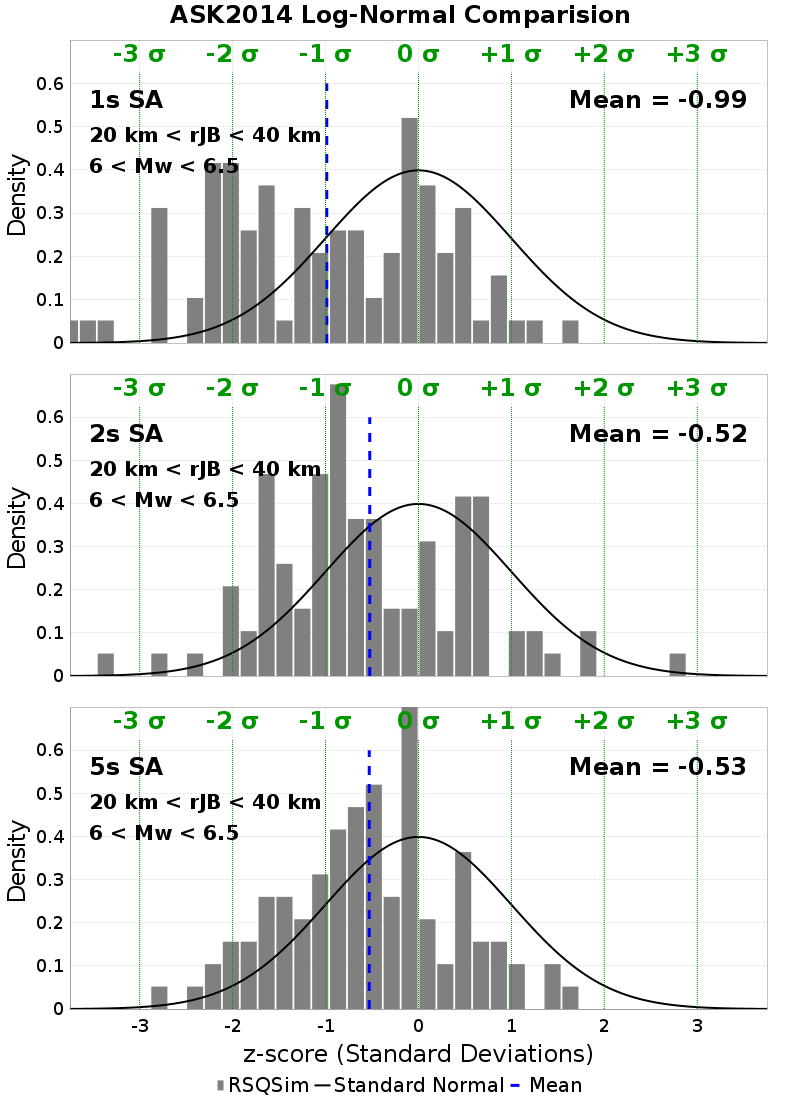 ASK2014 Log-Normal Comparision
-3 σ -2 σ -1 σ 0 σ +1 σ +2 σ +3 σ
1s SA
Mean = -0.99
20 km < rJB < 40 km
6 < Mw < 6.5
0.6
0.5
0.4
0.3
0.2
0.1
0
Density
-3 σ -2 σ -1 σ 0 σ +1 σ +2 σ +3 σ
2s SA
Mean = -0.52
20 km < rJB < 40 km
6 < Mw < 6.5
0.6
0.5
0.4
0.3
0.2
0.1
0
Density
-3 σ -2 σ -1 σ 0 σ +1 σ +2 σ +3 σ
5s SA
Mean = -0.53
20 km < rJB < 40 km
6 < Mw < 6.5
0.6
0.5
0.4
0.3
0.2
0.1
0
Density
-3 -2 -1 0 1 2 3
z-score (Standard Deviations)
RSQSim Standard Normal Mean